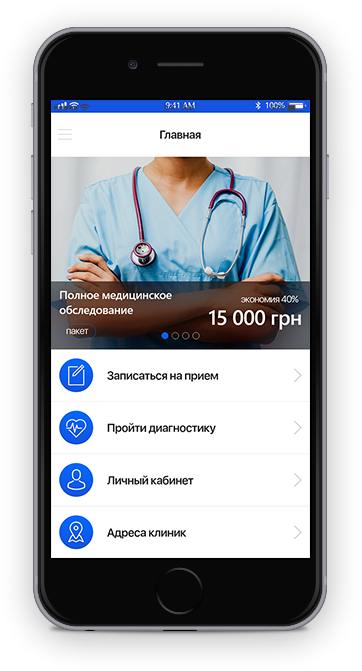 9:41 AM 100%
Главная
Полное медицинское
обследование
экономия 40%
15 000 грн
пакет
Записаться на прием
Пройти диагностику
Личный кабинет
Адреса клиник